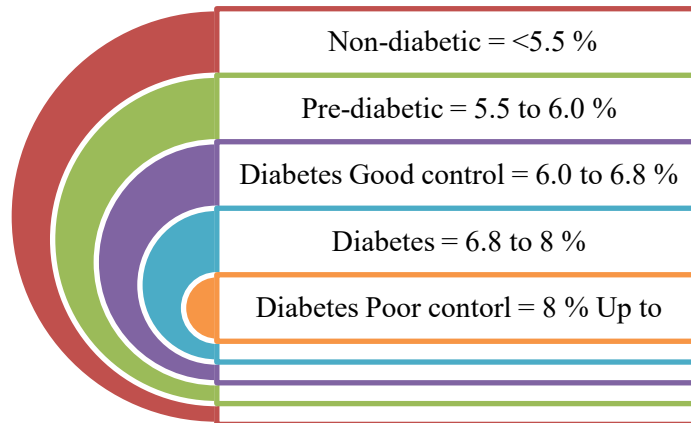 Non-diabetic = <5.5 %
Pre-diabetic = 5.5 to 6.0 %
Diabetes Good control = 6.0 to 6.8 %
Diabetes = 6.8 to 8 %
Diabetes Poor contorl = 8 % Up to